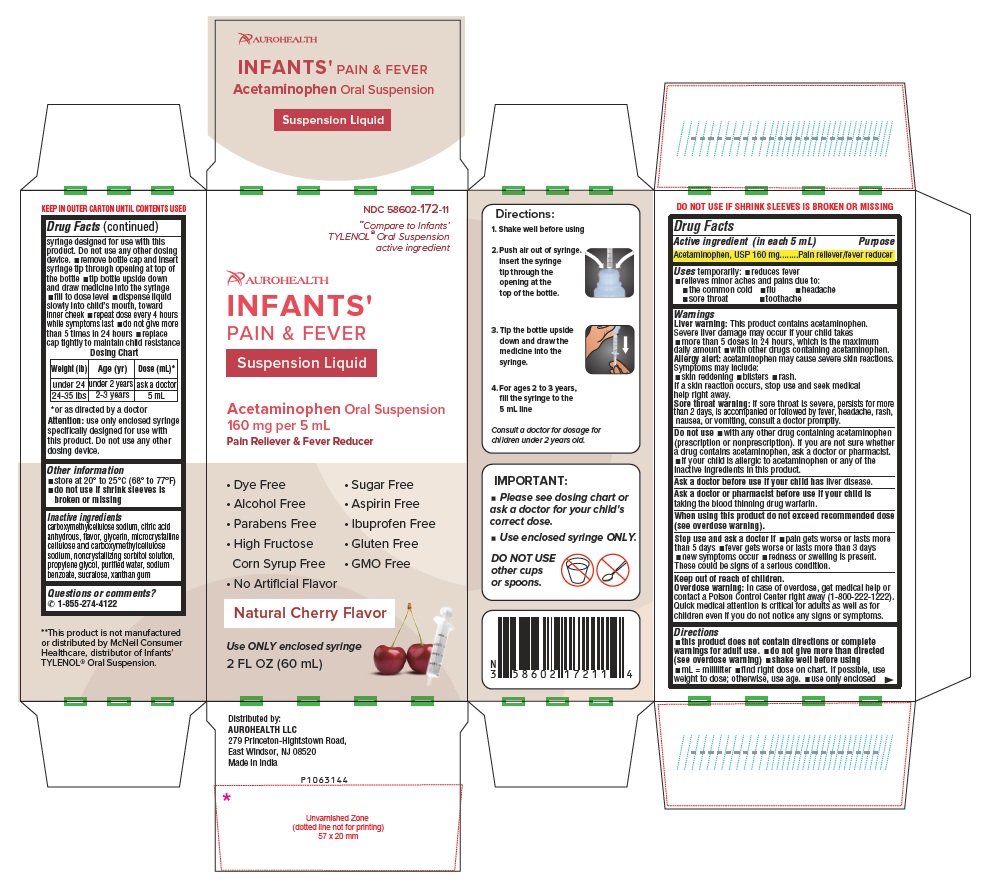 AUROHEALTH
INFANTS' PAIN & FEVER
Acetaminophen Oral Suspension
Suspension Liquid
KEEP IN OUTER CARTON UNTIL CONTENTS USED
Drug Facts (continued)
syringe designed for use with this
product. Do not use any other dosing
device. ■ remove bottle cap and insert
syringe tip through opening at top of
the bottle ■ tip bottle upside down
and draw medicine into the syringe
■ fill to dose level ■ dispense liquid
slowly into child's mouth, toward
inner cheek ■ repeat dose every 4 hours
while symptoms last ■ do not give more
than 5 times in 24 hours ■ replace
cap tightly to maintain child resistance
Dosing Chart
Weight (lb) Age (yr) Dose (mL)*
under 24 under 2 years ask a doctor
24-35 lbs 2-3 years 5 mL
*or as directed by a doctor
Attention: use only enclosed syringe
specifically designed for use with
this product. Do not use any other
dosing device.
Other information
■ store at 20° to 25°C (68° to 77°F)
■ do not use if shrink sleeves is
broken or missing
Inactive ingredients
carboxymethylcellulose sodium, citric acid
anhydrous, flavor, glycerin, microcrystalline
cellulose and carboxymethylcellulose
sodium, noncrystallizing sorbitol solution,
propylene glycol, purified water, sodium
benzoate, sucralose, xanthan gum
Questions or comments?
✆ 1-855-274-4122
**This product is not manufactured
or distributed by McNeil Consumer
Healthcare, distributor of Infants'
TYLENOL® Oral Suspension.
NDC 58602-172-11
**Compare to Infants'
TYLENOL® Oral Suspension
active ingredient
AUROHEALTH
INFANTS'
PAIN & FEVER
Suspension Liquid
Acetaminophen Oral Suspension
160 mg per 5 mL
Pain Reliever & Fever Reducer
• Dye Free
• Alcohol Free
• Parabens Free
• High Fructose
Corn Syrup Free
• No Artificial Flavor
• Sugar Free
• Aspirin Free
• Ibuprofen Free
• Gluten Free
• GMO Free
Natural Cherry Flavor
Use ONLY enclosed syringe
2 FL OZ (60 mL)
Distributed by:
AUROHEALTH LLC
279 Princeton-Hightstown Road,
East Windsor, NJ 08520
Made in India
P1063144
*
Unvarnished Zone
(dotted line not for printing)
57 x 20 mm
Directions:
1. Shake well before using
2. Push air out of syringe.
Insert the syringe
tip through the
opening at the
top of the bottle.
3. Tip the bottle upside
down and draw the
medicine into the
syringe.
4. For ages 2 to 3 years,
fill the syringe to the
5 mL line
Consult a doctor for dosage for
children under 2 years old.
IMPORTANT:
■ Please see dosing chart or
ask a doctor for your child's
correct dose.
■ Use enclosed syringe ONLY.
DO NOT USE
other cups
or spoons.
N
3 58602 17211 4
DO NOT USE IF SHRINK SLEEVES IS BROKEN OR MISSING
Drug Facts
Active ingredient (in each 5 mL) Purpose
Acetaminophen, USP 160 mg........Pain reliever/fever reducer
Uses temporarily: ■ reduces fever
■ relieves minor aches and pains due to:
■ the common cold ■ flu ■ headache
■ sore throat ■ toothache
Warnings
Liver warning: This product contains acetaminophen.
Severe liver damage may occur if your child takes
■ more than 5 doses in 24 hours, which is the maximum
daily amount ■ with other drugs containing acetaminophen.
Allergy alert: acetaminophen may cause severe skin reactions.
Symptoms may include:
■ skin reddening ■ blisters ■ rash.
If a skin reaction occurs, stop use and seek medical
help right away.
Sore throat warning: if sore throat is severe, persists for more
than 2 days, is accompanied or followed by fever, headache, rash,
nausea, or vomiting, consult a doctor promptly.
Do not use ■ with any other drug containing acetaminophen
(prescription or nonprescription). If you are not sure whether
a drug contains acetaminophen, ask a doctor or pharmacist.
■ if your child is allergic to acetaminophen or any of the
inactive ingredients in this product.
Ask a doctor before use if your child has liver disease.
Ask a doctor or pharmacist before use if your child is
taking the blood thinning drug warfarin.
When using this product do not exceed recommended dose
(see overdose warning).
Stop use and ask a doctor if ■ pain gets worse or lasts more
than 5 days ■ fever gets worse or lasts more than 3 days
■ new symptoms occur ■ redness or swelling is present.
These could be signs of a serious condition.
Keep out of reach of children.
Overdose warning: In case of overdose, get medical help or
contact a Poison Control Center right away (1-800-222-1222).
Quick medical attention is critical for adults as well as for
children even if you do not notice any signs or symptoms.
Directions
■ this product does not contain directions or complete
warnings for adult use. ■ do not give more than directed
(see overdose warning) ■ shake well before using
■ mL = milliliter ■ find right dose on chart. If possible, use
weight to dose; otherwise, use age. ■ use only enclosed